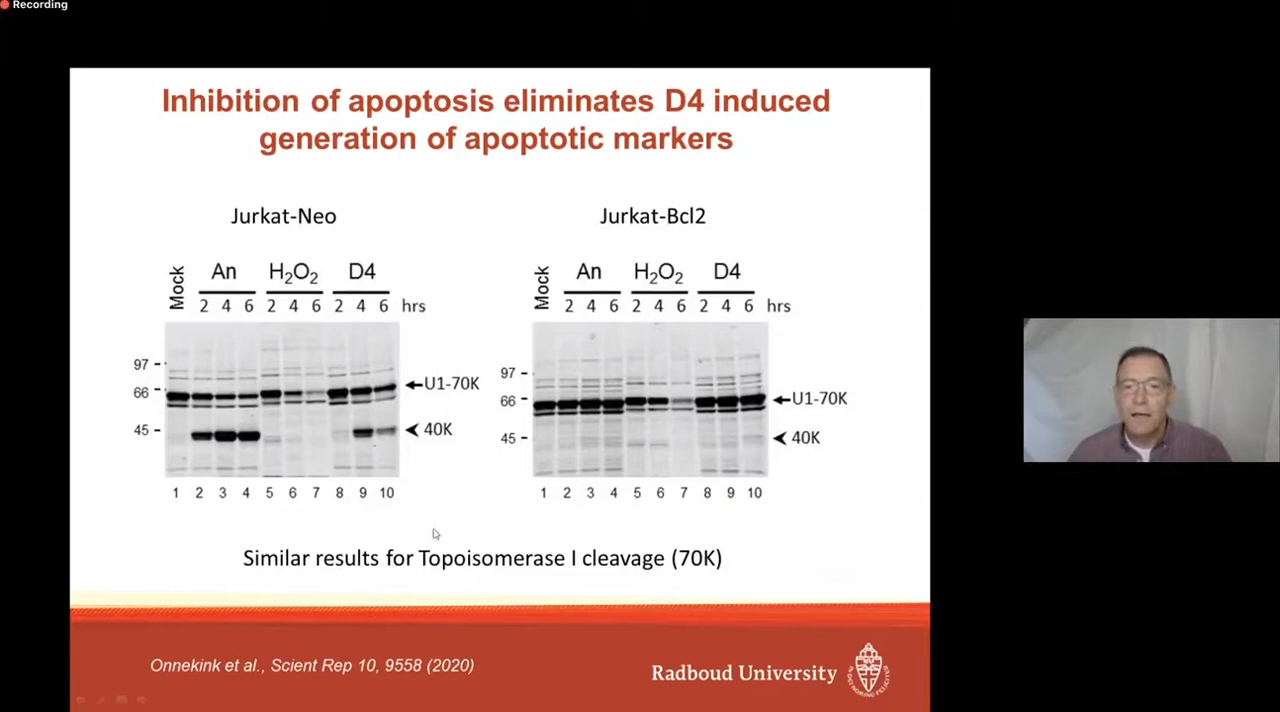 Recording
Inhibition of apoptosis eliminates D4 induced
generation of apoptotic markers
Jurkat-Neo
Mock An H₂O₂ D4
2 4 6 2 4 6 2 4 6 hrs
97
66
45
U1-70K
40K
1 2 3 4 5 6 7 8 9 10
Jurkat-Bcl2
Mock An H₂O₂ D4
2 4 6 2 4 6 2 4 6 hrs
97
66
45
U1-70K
40K
1 2 3 4 5 6 7 8 9 10
Similar results for Topoisomerase I cleavage (70K)
Onnekink et al., Scient Rep 10, 9558 (2020)
Radboud University